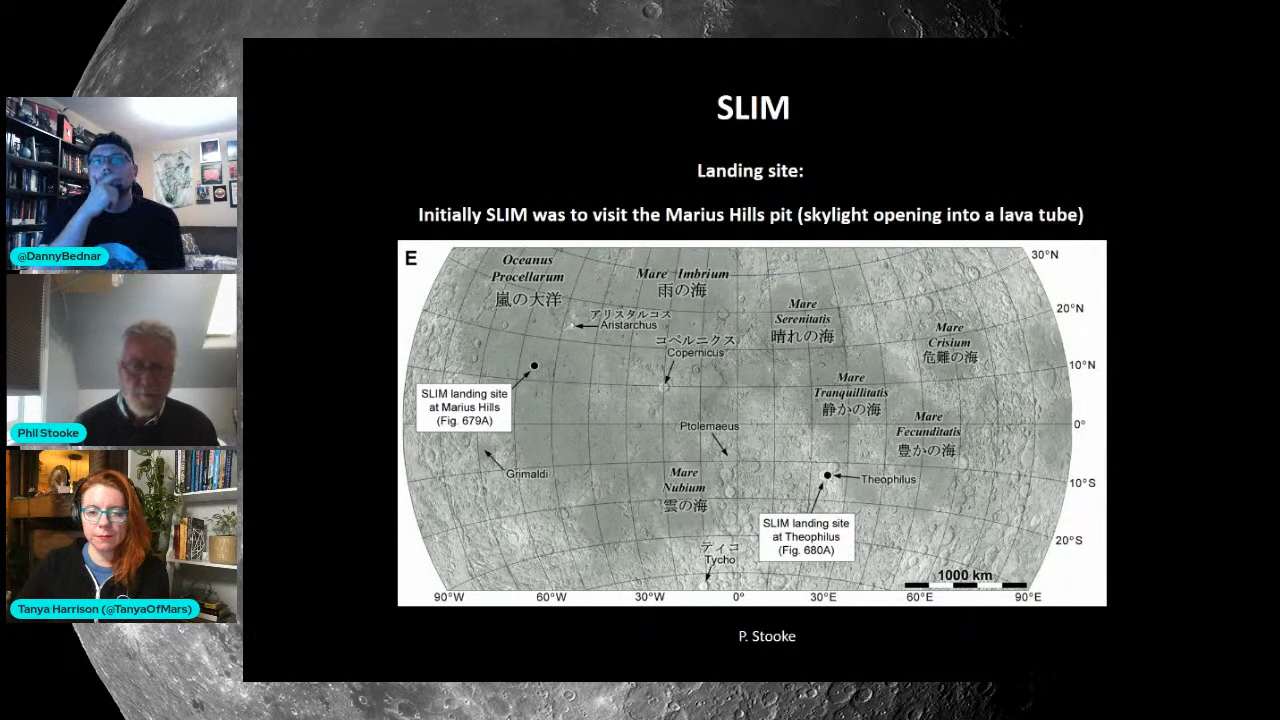 SLIM
Landing site:
Initially SLIM was to visit the Marius Hills pit (skylight opening into a lava tube)
E
Oceanus
Procellarum
嵐の大洋
Mare Imbrium
雨の海
アリスタルコス
Aristarchus
コペルニクス
Copernicus
Mare
Serenitatis
晴れの海
Mare
Crisium
危難の海
Mare
Tranquillitatis
静かの海
Mare
Fecunditatis
豊かの海
SLIM landing site
at Marius Hills
(Fig. 679A)
Ptolemaeus
Grimaldi
Mare
Nubium
雲の海
Theophilus
SLIM landing site
at Theophilus
(Fig. 680A)
ティコ
Tycho
30°N
20°N
10°N
0°
10°S
20°S
1000 km
90°W
60°W
30°W
0°
30°E
60°E
90°E
P. Stooke
@DannyBednar
Phil Stooke
Tanya Harrison (@TanyaOfMars)